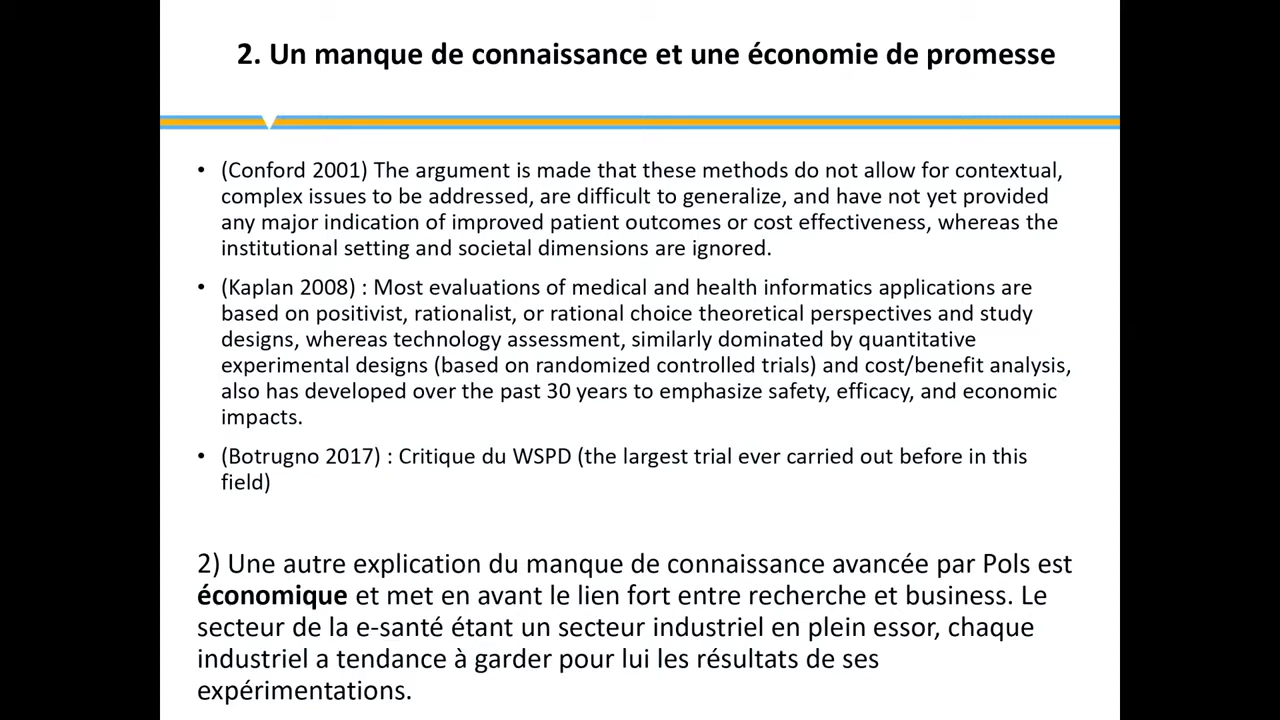 2. Un manque de connaissance et une économie de promesse
• (Conford 2001) The argument is made that these methods do not allow for contextual,
complex issues to be addressed, are difficult to generalize, and have not yet provided
any major indication of improved patient outcomes or cost effectiveness, whereas the
institutional setting and societal dimensions are ignored.
• (Kaplan 2008) : Most evaluations of medical and health informatics applications are
based on positivist, rationalist, or rational choice theoretical perspectives and study
designs, whereas technology assessment, similarly dominated by quantitative
experimental designs (based on randomized controlled trials) and cost/benefit analysis,
also has developed over the past 30 years to emphasize safety, efficacy, and economic
impacts.
• (Botrugno 2017) : Critique du WSPD (the largest trial ever carried out before in this
field)
2) Une autre explication du manque de connaissance avancée par Pols est
économique et met en avant le lien fort entre recherche et business. Le
secteur de la e-santé étant un secteur industriel en plein essor, chaque
industriel a tendance à garder pour lui les résultats de ses
expérimentations.